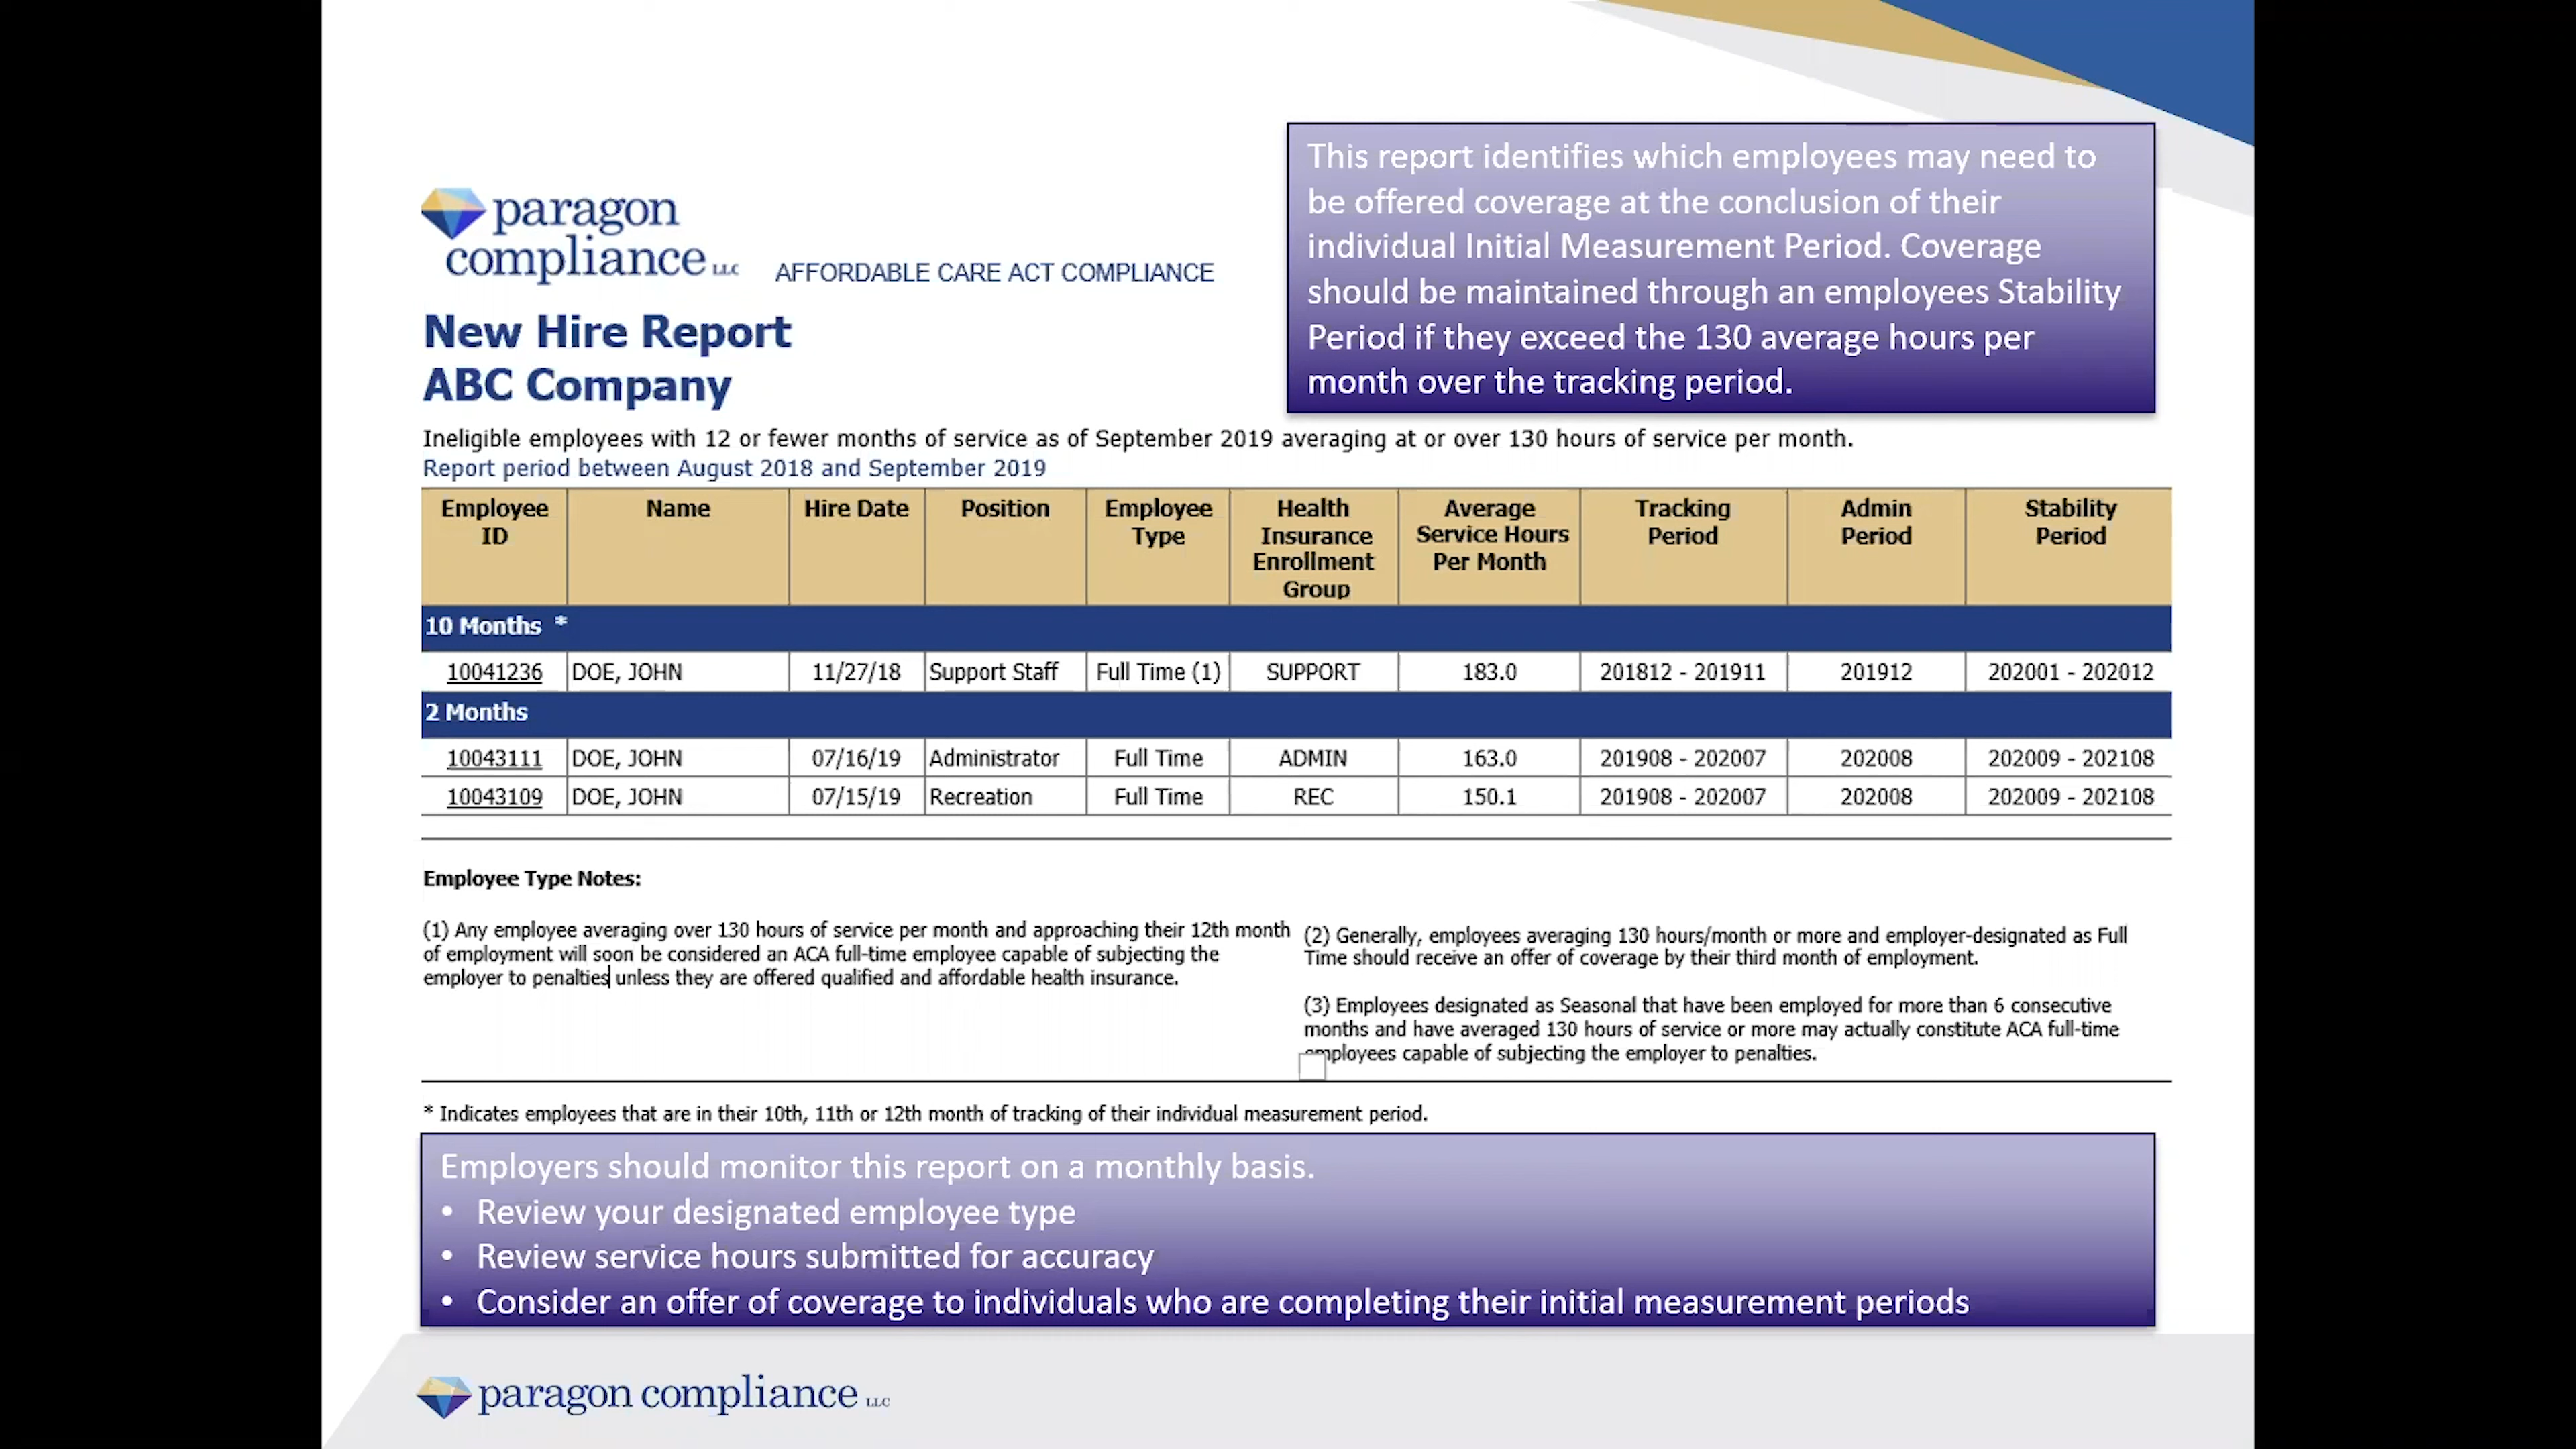 This report identifies which employees may need to
be offered coverage at the conclusion of their
individual Initial Measurement Period. Coverage
should be maintained through an employees Stability
Period if they exceed the 130 average hours per
month over the tracking period.
paragon
compliance LLC
AFFORDABLE CARE ACT COMPLIANCE
New Hire Report
ABC Company
Ineligible employees with 12 or fewer months of service as of September 2019 averaging at or over 130 hours of service per month.
Report period between August 2018 and September 2019
Employee ID Name Hire Date Position Employee Type Health Insurance Enrollment Group Average Service Hours Per Month Tracking Period Admin Period Stability Period
10 Months *
10041236 DOE, JOHN 11/27/18 Support Staff Full Time (1) SUPPORT 183.0 201812 - 201911 201912 202001 - 202012
2 Months
10043111 DOE, JOHN 07/16/19 Administrator Full Time ADMIN 163.0 201908 - 202007 202008 202009 - 202108
10043109 DOE, JOHN 07/15/19 Recreation Full Time REC 150.1 201908 - 202007 202008 202009 - 202108
Employee Type Notes:
(1) Any employee averaging over 130 hours of service per month and approaching their 12th month
of employment will soon be considered an ACA full-time employee capable of subjecting the
employer to penalties unless they are offered qualified and affordable health insurance.
(2) Generally, employees averaging 130 hours/month or more and employer-designated as Full
Time should receive an offer of coverage by their third month of employment.
(3) Employees designated as Seasonal that have been employed for more than 6 consecutive
months and have averaged 130 hours of service or more may actually constitute ACA full-time
employees capable of subjecting the employer to penalties.
* Indicates employees that are in their 10th, 11th or 12th month of tracking of their individual measurement period.
Employers should monitor this report on a monthly basis.
• Review your designated employee type
• Review service hours submitted for accuracy
• Consider an offer of coverage to individuals who are completing their initial measurement periods
paragon compliance LLC